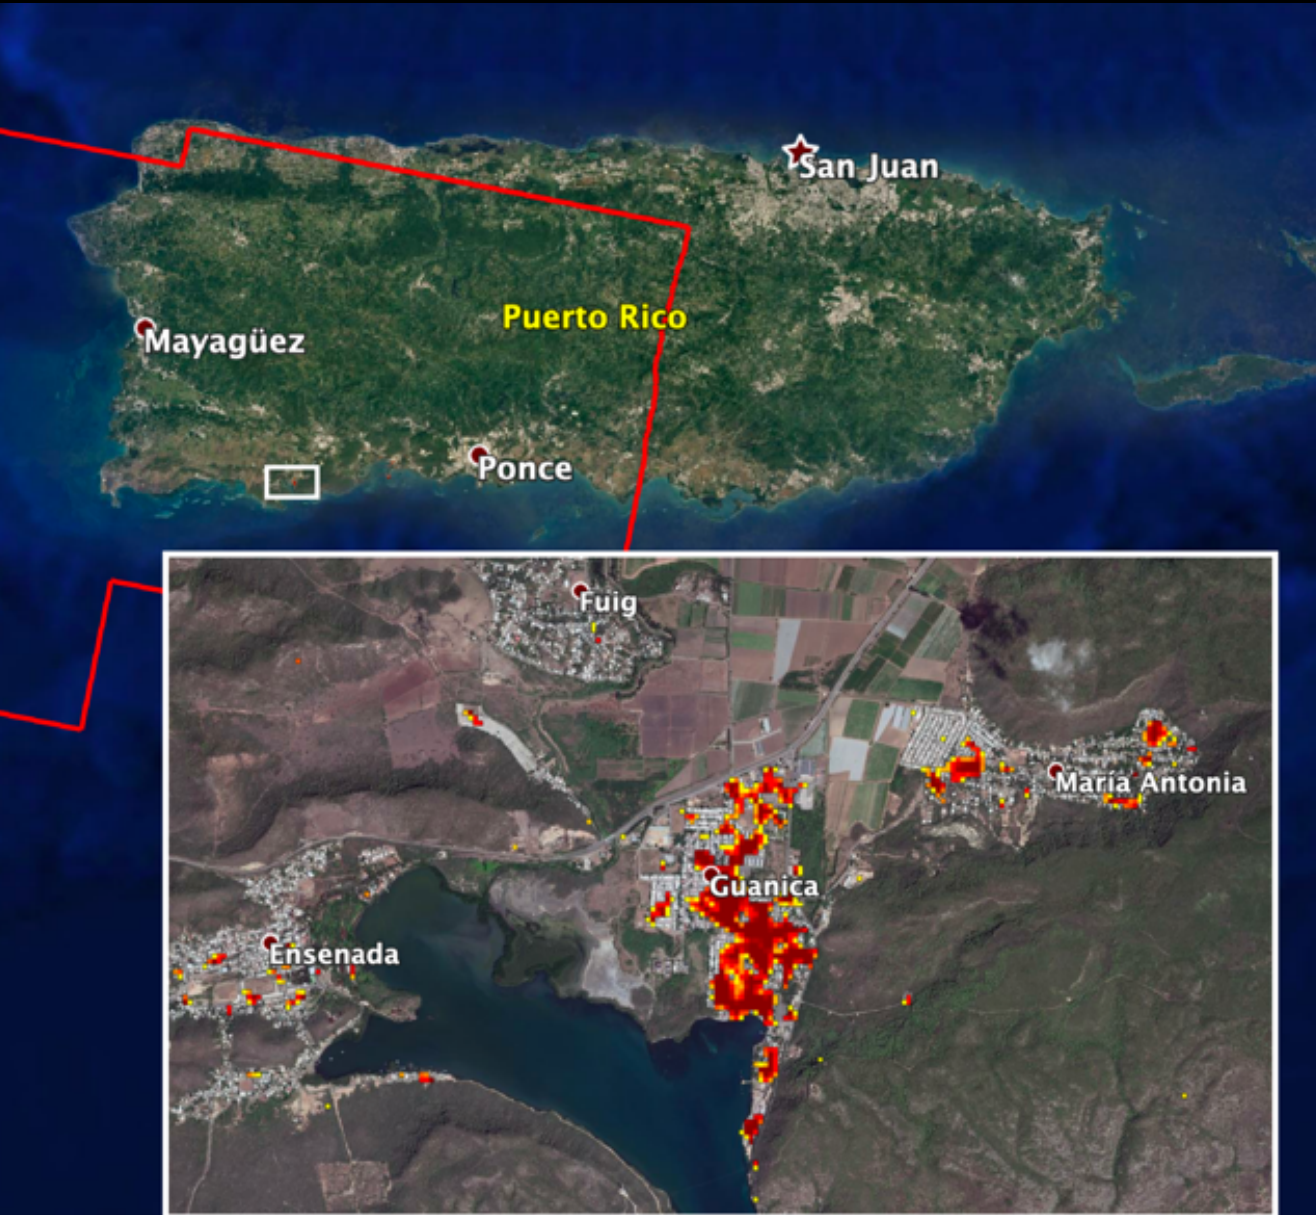 San Juan
Puerto Rico
Mayagüez
Ponce
Fuig
María Antonia
Guanica
Ensenada